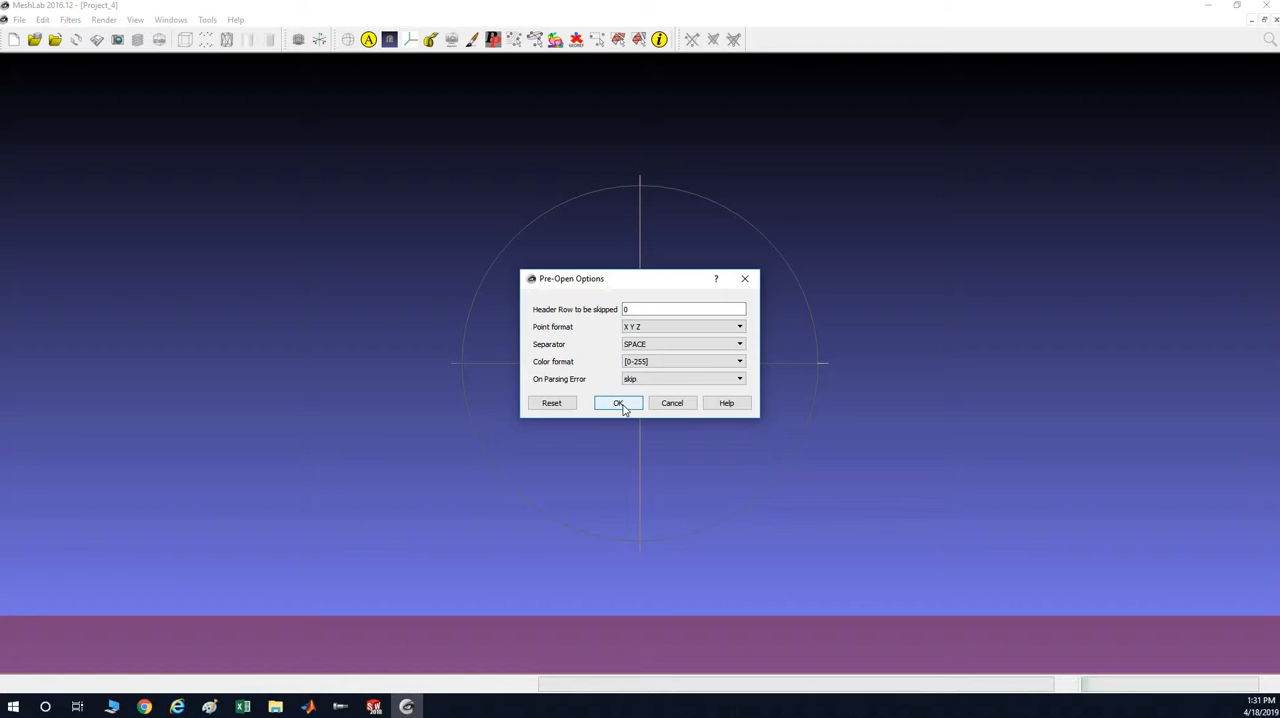 MeshLab 2016.12 - [Project_4]
File Edit Filters Render View Windows Tools Help
A
i
Pre-Open Options
?
Header Row to be skipped 0
Point format X Y Z
Separator SPACE
Color format [0-255]
On Parsing Error skip
Reset OK Cancel Help
1:31 PM
4/18/2019